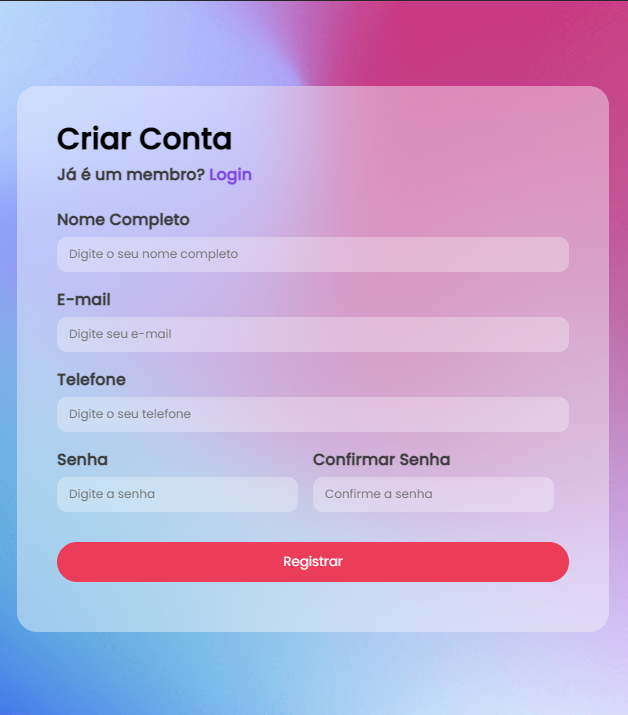 Criar Conta
Já é um membro? Login
Nome Completo
Digite o seu nome completo
E-mail
Digite seu e-mail
Telefone
Digite o seu telefone
Senha
Digite a senha
Confirmar Senha
Confirme a senha
Registrar